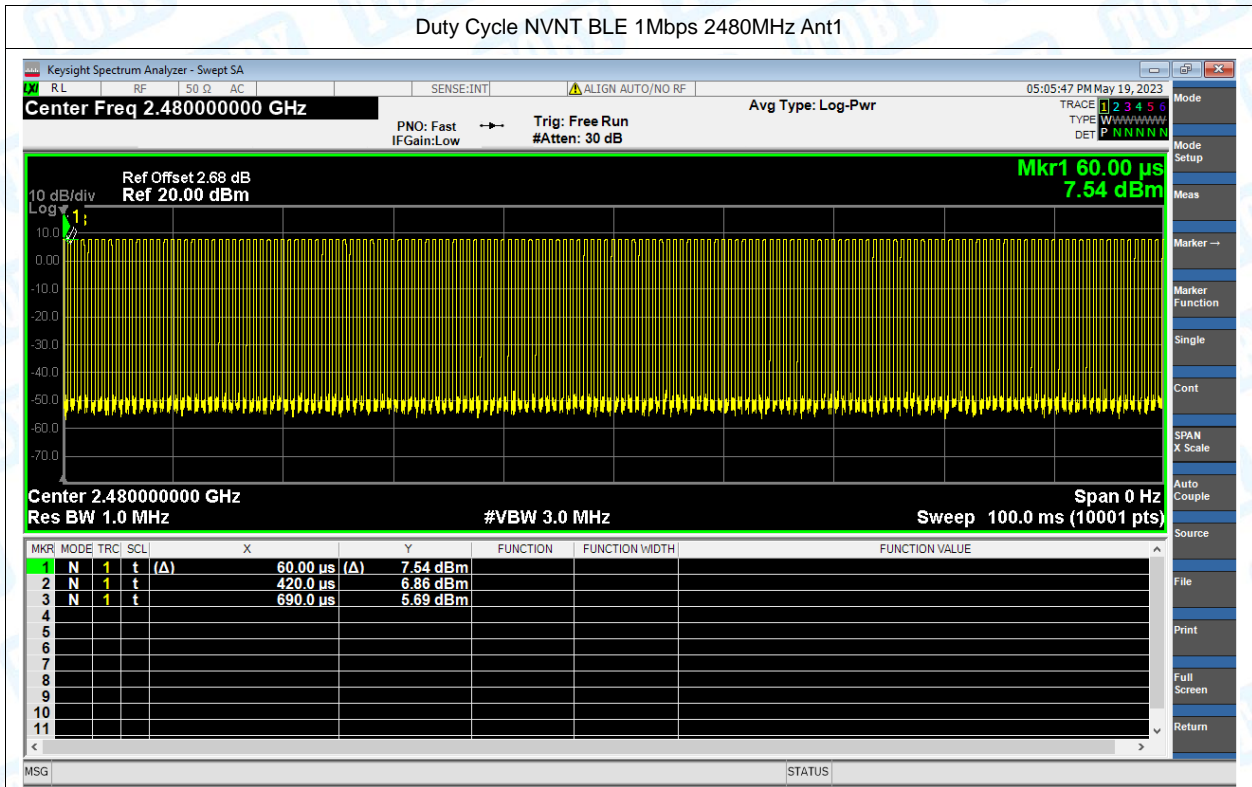 Duty Cycle NVNT BLE 1Mbps 2480MHz Ant1
Keysight Spectrum Analyzer - Swept SA
LXI RL RF 50 Ω AC SENSE:INT ALIGN AUTO/NO RF 05:05:47 PM May 19, 2023
Center Freq 2.480000000 GHz Avg Type: Log-Pwr TRACE 1 2 3 4 5 6
PNO: Fast Trig: Free Run TYPE WWWWWW
IFGain:Low #Atten: 30 dB DET P NNNNN
Mode
Mode Setup
Meas
Marker →
Marker Function
Single
Cont
SPAN X Scale
Auto Couple
Source
File
Print
Full Screen
Return
Mkr1 60.00 µs
7.54 dBm
Ref Offset 2.68 dB
10 dB/div Ref 20.00 dBm
Log
1
10.0
0.00
-10.0
-20.0
-30.0
-40.0
-50.0
-60.0
-70.0
Center 2.480000000 GHz Span 0 Hz
Res BW 1.0 MHz #VBW 3.0 MHz Sweep 100.0 ms (10001 pts)
MKR MODE TRC SCL X Y FUNCTION FUNCTION WIDTH FUNCTION VALUE
1 N 1 t (Δ) 60.00 µs (Δ) 7.54 dBm
2 N 1 t 420.0 µs 6.86 dBm
3 N 1 t 690.0 µs 5.69 dBm
4
5
6
7
8
9
10
11
MSG STATUS